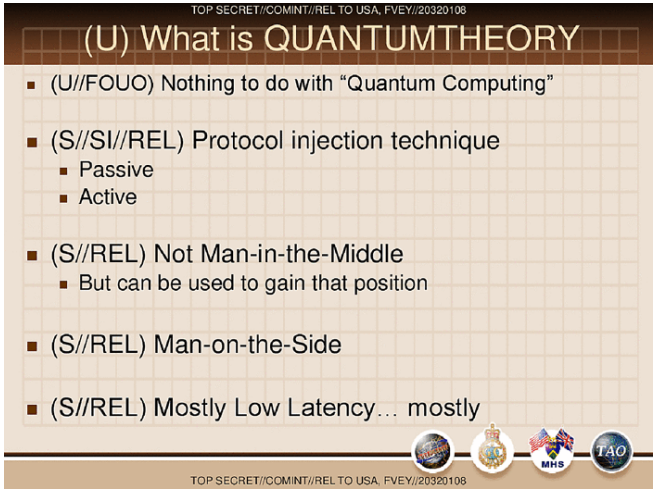 TOP SECRET//COMINT//REL TO USA, FVEY//20320108
(U) What is QUANTUMTHEORY
(U//FOUO) Nothing to do with “Quantum Computing”
(S//SI//REL) Protocol injection technique
Passive
Active
(S//REL) Not Man-in-the-Middle
But can be used to gain that position
(S//REL) Man-on-the-Side
(S//REL) Mostly Low Latency… mostly
MHS
TAO
TOP SECRET//COMINT//REL TO USA, FVEY//20320108